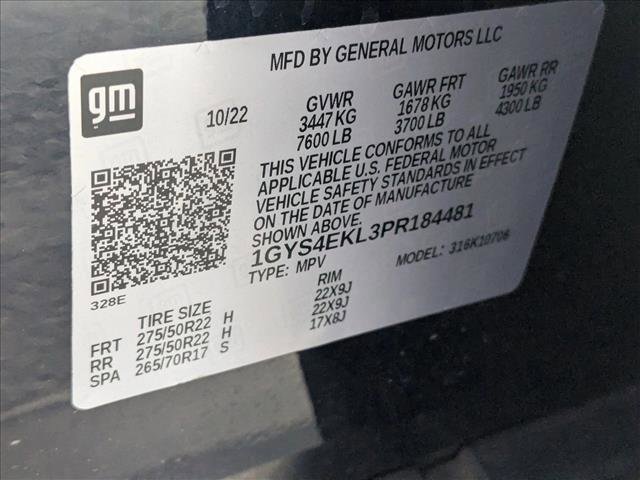 MFD BY GENERAL MOTORS LLC
gm
10/22 GVWR GAWR FRT GAWR RR
3447 KG 1678 KG 1950 KG
7600 LB 3700 LB 4300 LB
THIS VEHICLE CONFORMS TO ALL
APPLICABLE U.S. FEDERAL MOTOR
VEHICLE SAFETY STANDARDS IN EFFECT
ON THE DATE OF MANUFACTURE
SHOWN ABOVE.
1GYS4EKL3PR184481
TYPE: MPV MODEL: 316K10706
328E
TIRE SIZE RIM
FRT 275/50R22 H 22X9J
RR 275/50R22 H 22X9J
SPA 265/70R17 S 17X8J